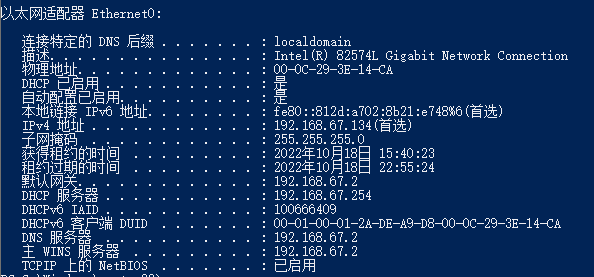 以太网适配器 Ethernet0:
连接特定的 DNS 后缀 . . . . . . . : localdomain
描述. . . . . . . . . . . . . . . : Intel(R) 82574L Gigabit Network Connection
物理地址. . . . . . . . . . . . . : 00-0C-29-3E-14-CA
DHCP 已启用 . . . . . . . . . . . : 是
自动配置已启用. . . . . . . . . . : 是
本地链接 IPv6 地址. . . . . . . . : fe80::812d:a702:8b21:e748%6(首选)
IPv4 地址 . . . . . . . . . . . . : 192.168.67.134(首选)
子网掩码 . . . . . . . . . . . . : 255.255.255.0
获得租约的时间 . . . . . . . . . : 2022年10月18日 15:40:23
租约过期的时间 . . . . . . . . . : 2022年10月18日 22:55:24
默认网关. . . . . . . . . . . . . : 192.168.67.2
DHCP 服务器 . . . . . . . . . . . : 192.168.67.254
DHCPv6 IAID . . . . . . . . . . . : 100666409
DHCPv6 客户端 DUID . . . . . . . : 00-01-00-01-2A-DE-A9-D8-00-0C-29-3E-14-CA
DNS 服务器 . . . . . . . . . . . : 192.168.67.2
主 WINS 服务器 . . . . . . . . . : 192.168.67.2
TCPIP 上的 NetBIOS . . . . . . . : 已启用